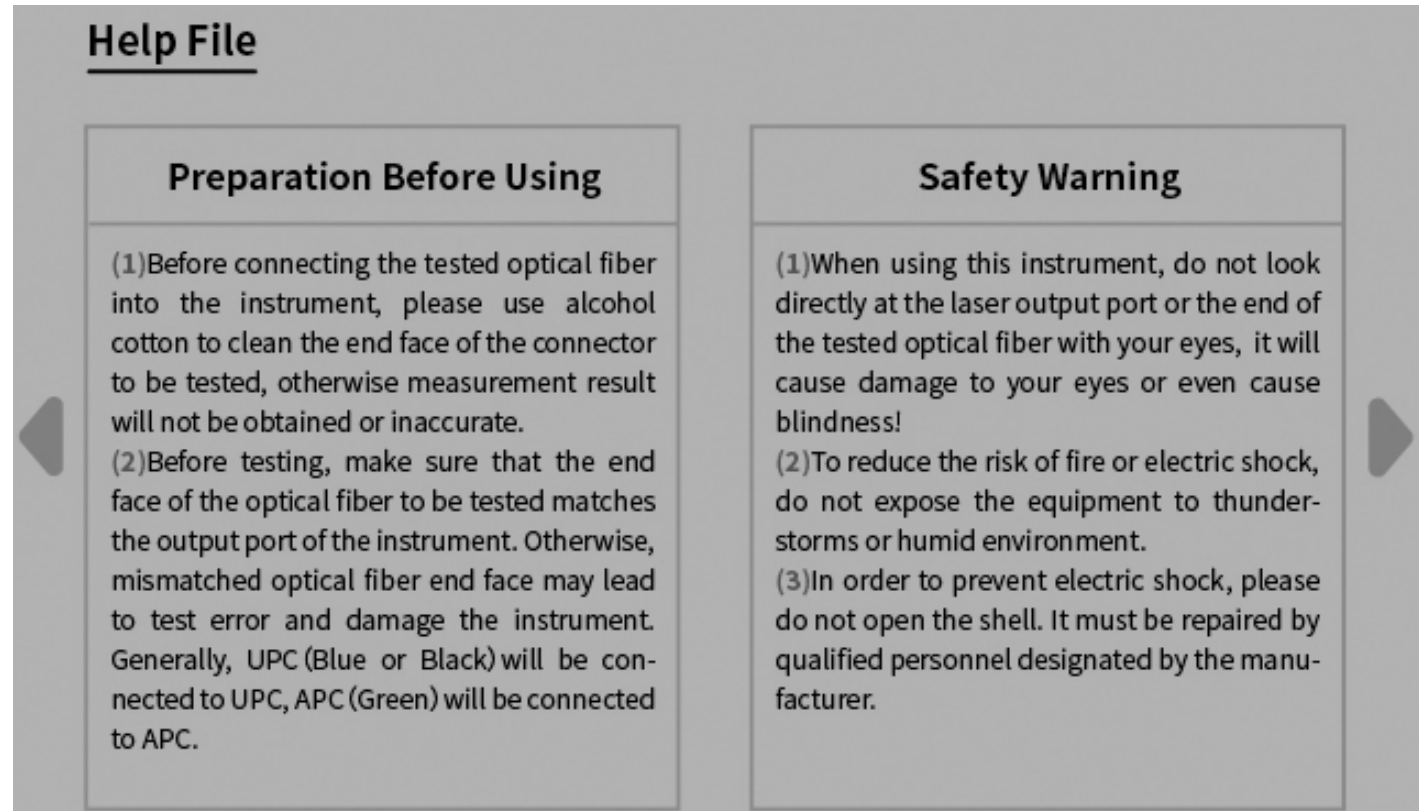 Help File
Preparation Before Using
(1)Before connecting the tested optical fiber
into the instrument, please use alcohol
cotton to clean the end face of the connector
to be tested, otherwise measurement result
will not be obtained or inaccurate.
(2)Before testing, make sure that the end
face of the optical fiber to be tested matches
the output port of the instrument. Otherwise,
mismatched optical fiber end face may lead
to test error and damage the instrument.
Generally, UPC (Blue or Black) will be con-
nected to UPC, APC (Green) will be connected
to APC.
Safety Warning
(1)When using this instrument, do not look
directly at the laser output port or the end of
the tested optical fiber with your eyes, it will
cause damage to your eyes or even cause
blindness!
(2)To reduce the risk of fire or electric shock,
do not expose the equipment to thunder-
storms or humid environment.
(3)In order to prevent electric shock, please
do not open the shell. It must be repaired by
qualified personnel designated by the manu-
facturer.